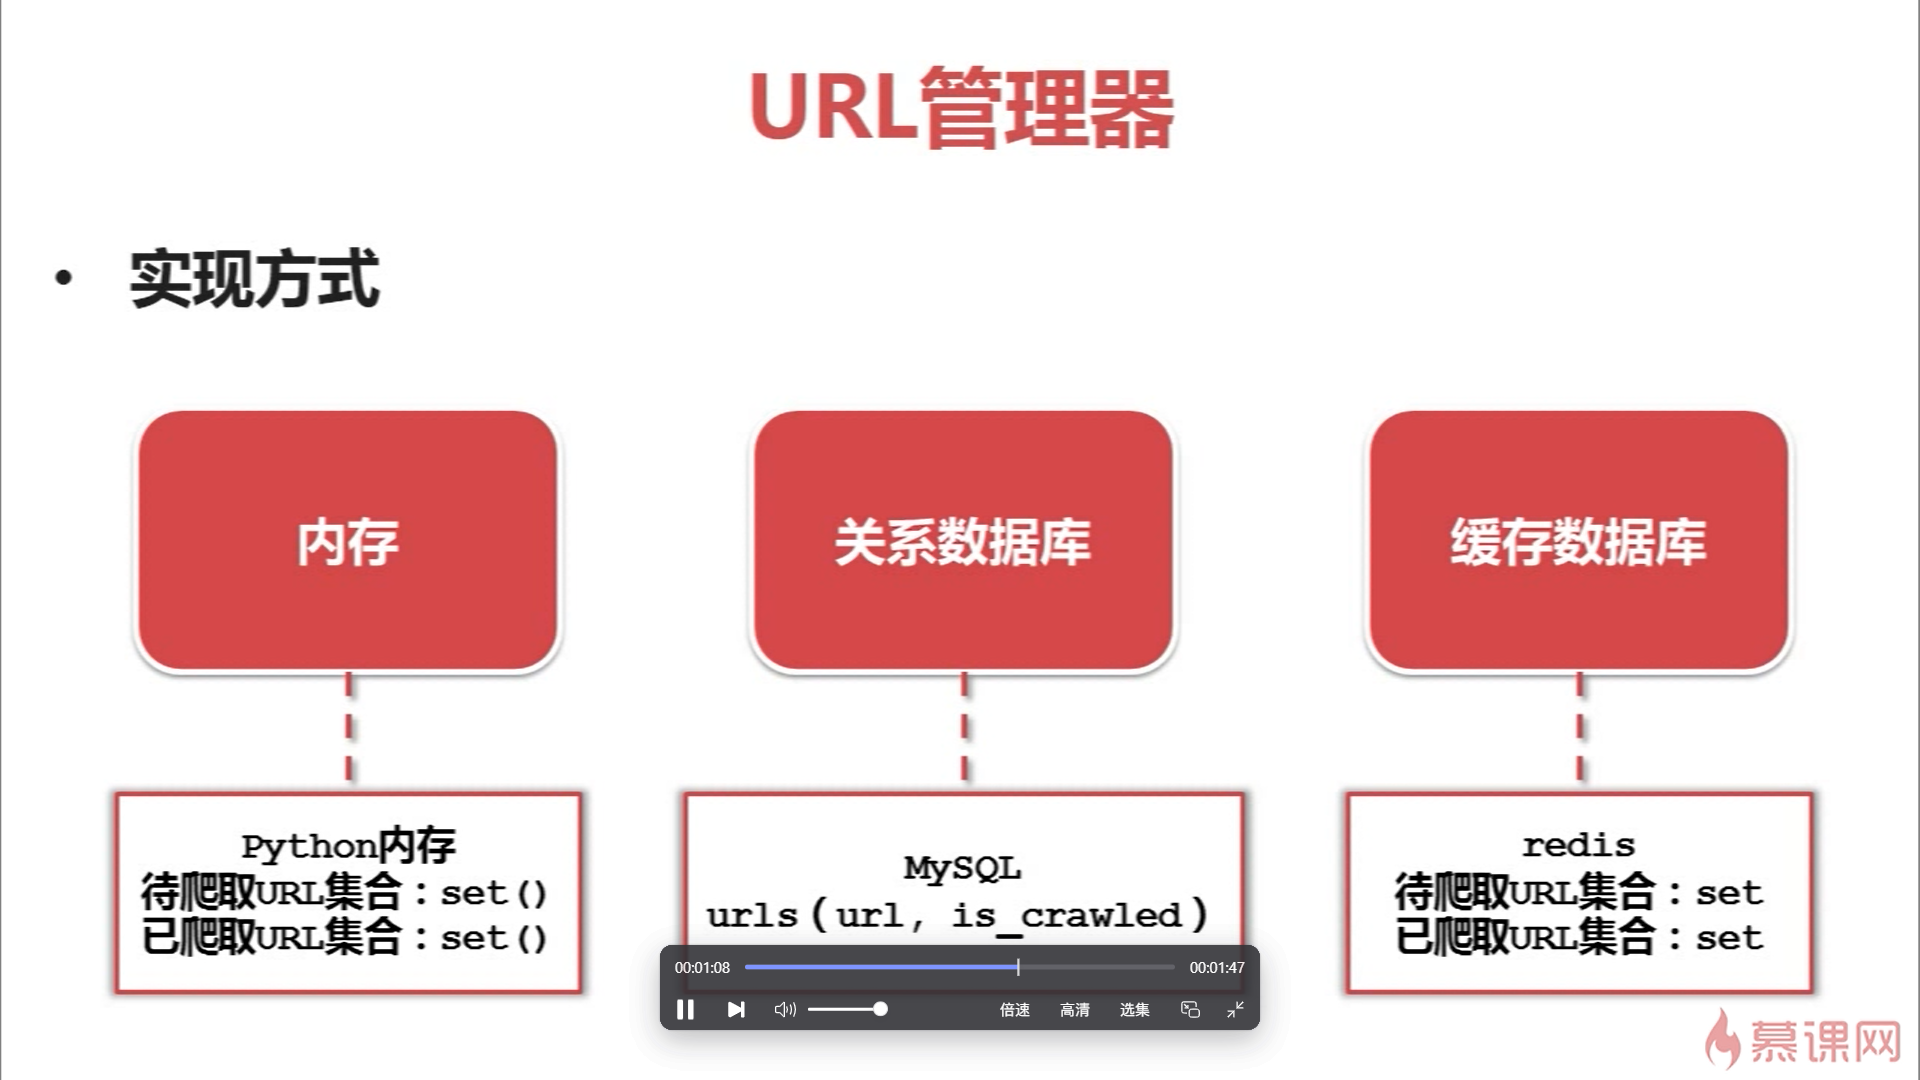 URL管理器
• 实现方式
内存
关系数据库
缓存数据库
Python内存
待爬取URL集合：set()
已爬取URL集合：set()
MySQL
urls(url, is_crawled)
redis
待爬取URL集合：set
已爬取URL集合：set
00:01:08
00:01:47
倍速
高清
选集
慕课网